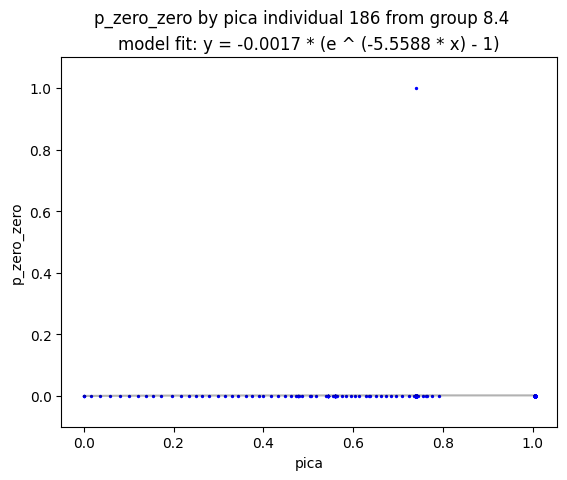 p_zero_zero by pica individual 186 from group 8.4
model fit: y = -0.0017 * (e ^ (-5.5588 * x) - 1)
1.0
0.8
0.6
0.4
0.2
0.0
p_zero_zero
0.0 0.2 0.4 0.6 0.8 1.0
pica